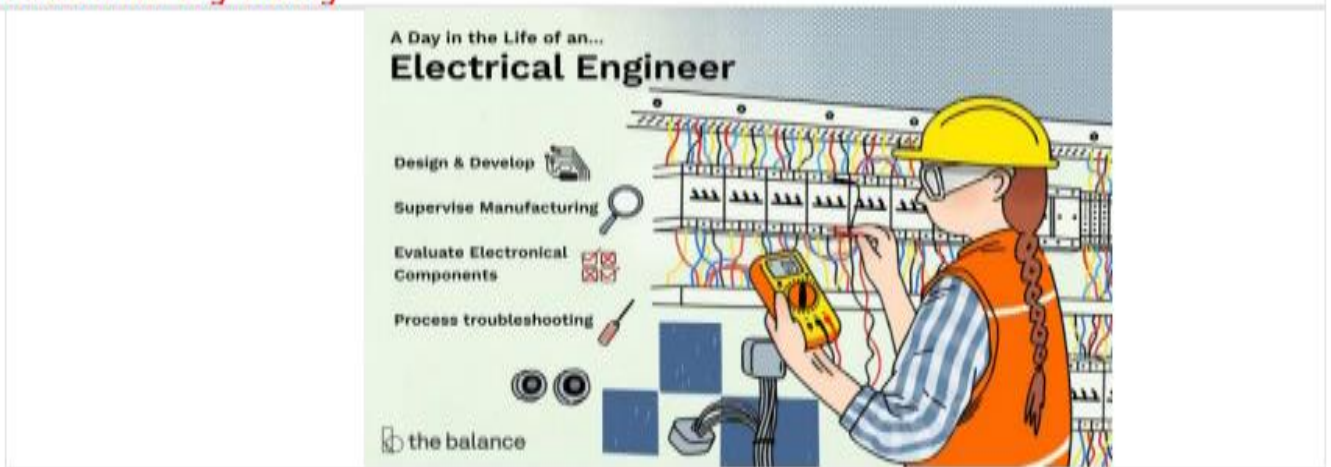 A Day in the Life of an...
Electrical Engineer
Design & Develop
Supervise Manufacturing
Evaluate Electronical
Components
Process troubleshooting
the balance